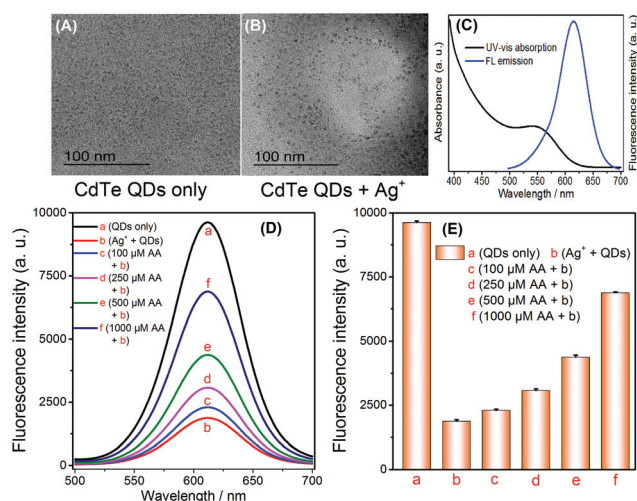 (A)
100 nm
CdTe QDs only
(B)
100 nm
CdTe QDs + Ag⁺
(C)
UV-vis absorption
FL emission
Absorbance (a. u.)
Fluorescence intensity (a. u.)
400 450 500 550 600 650 700
Wavelength / nm
(D)
a (QDs only)
b (Ag⁺ + QDs)
c (100 µM AA
+ b)
d (250 µM AA
+ b)
e (500 µM AA
+ b)
f (1000 µM AA
+ b)
a
f
e
d
c
b
Fluorescence intensity (a. u.)
10000
7500
5000
2500
0
500 550 600 650 700
Wavelength / nm
(E)
a (QDs only) b (Ag⁺ + QDs)
c (100 µM AA + b)
d (250 µM AA + b)
e (500 µM AA + b)
f (1000 µM AA + b)
Fluorescence intensity (a. u.)
10000
7500
5000
2500
0
a b c d e f